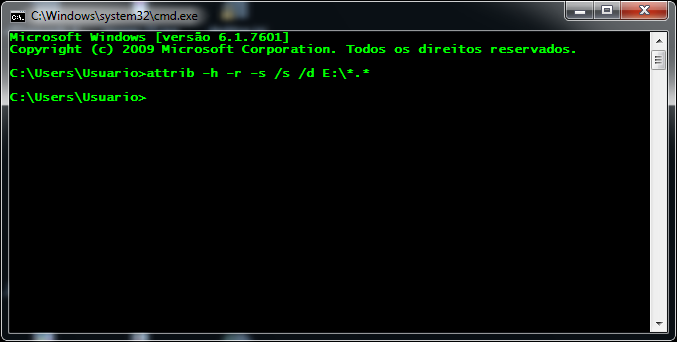 C:\Windows\system32\cmd.exe
Microsoft Windows [versão 6.1.7601]
Copyright (c) 2009 Microsoft Corporation. Todos os direitos reservados.
C:\Users\Usuario>attrib -h -r -s /s /d E:\*.*
C:\Users\Usuario>